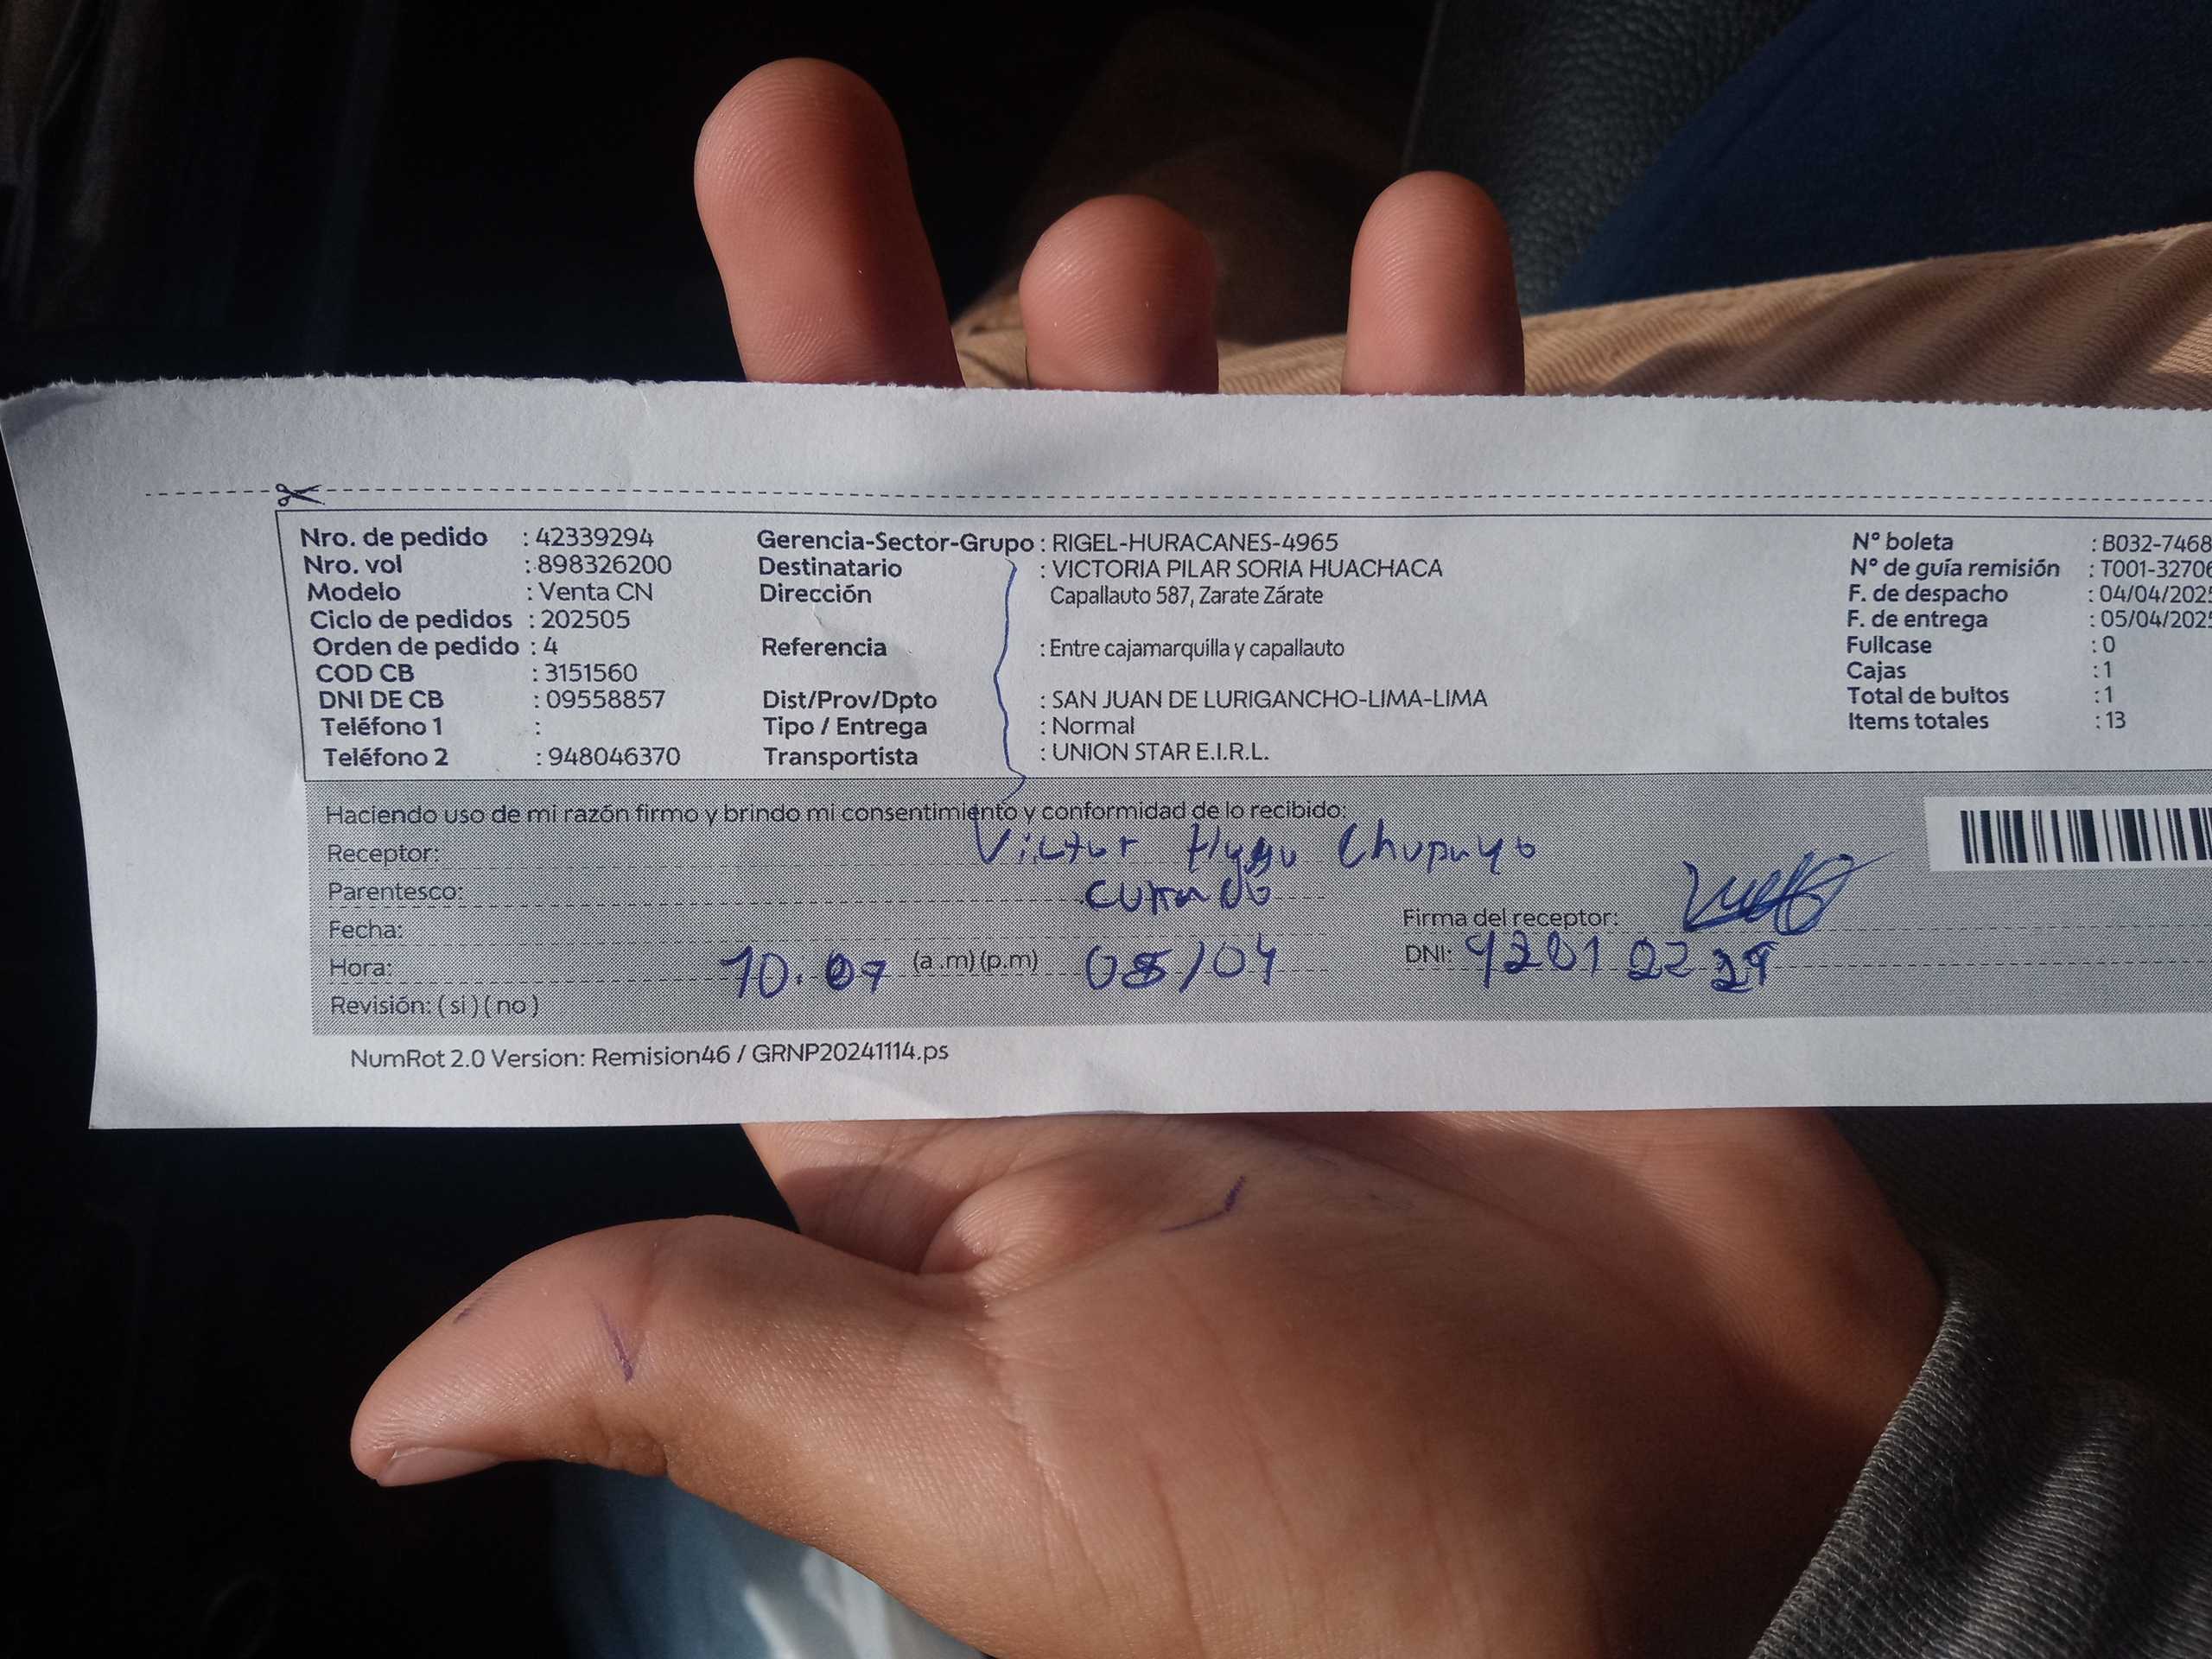 Nro. de pedido : 42339294
Nro. vol : 898326200
Modelo : Venta CN
Ciclo de pedidos : 202505
Orden de pedido : 4
COD CB : 3151560
DNI DE CB : 09558857
Teléfono 1 :
Teléfono 2 : 948046370
Gerencia-Sector-Grupo : RIGEL-HURACANES-4965
Destinatario : VICTORIA PILAR SORIA HUACHACA
Dirección Capallauto 587, Zarate Zárate
Referencia : Entre cajamarquilla y capallauto
Dist/Prov/Dpto : SAN JUAN DE LURIGANCHO-LIMA-LIMA
Tipo / Entrega : Normal
Transportista : UNION STAR E.I.R.L.
Nº boleta : B032-7468
Nº de guía remisión : T001-32706
F. de despacho : 04/04/2025
F. de entrega : 05/04/2025
Fullcase : 0
Cajas : 1
Total de bultos : 1
Items totales : 13
Haciendo uso de mi razón firmo y brindo mi consentimiento y conformidad de lo recibido:
Receptor: Victor Hugo Chupayo
Parentesco:
Fecha:
Firma del receptor:
Hora: 10:07 (a.m)(p.m) 05/04
DNI:
Revisión: ( si ) ( no )
NumRot 2.0 Version: Remision46 / GRNP20241114.ps